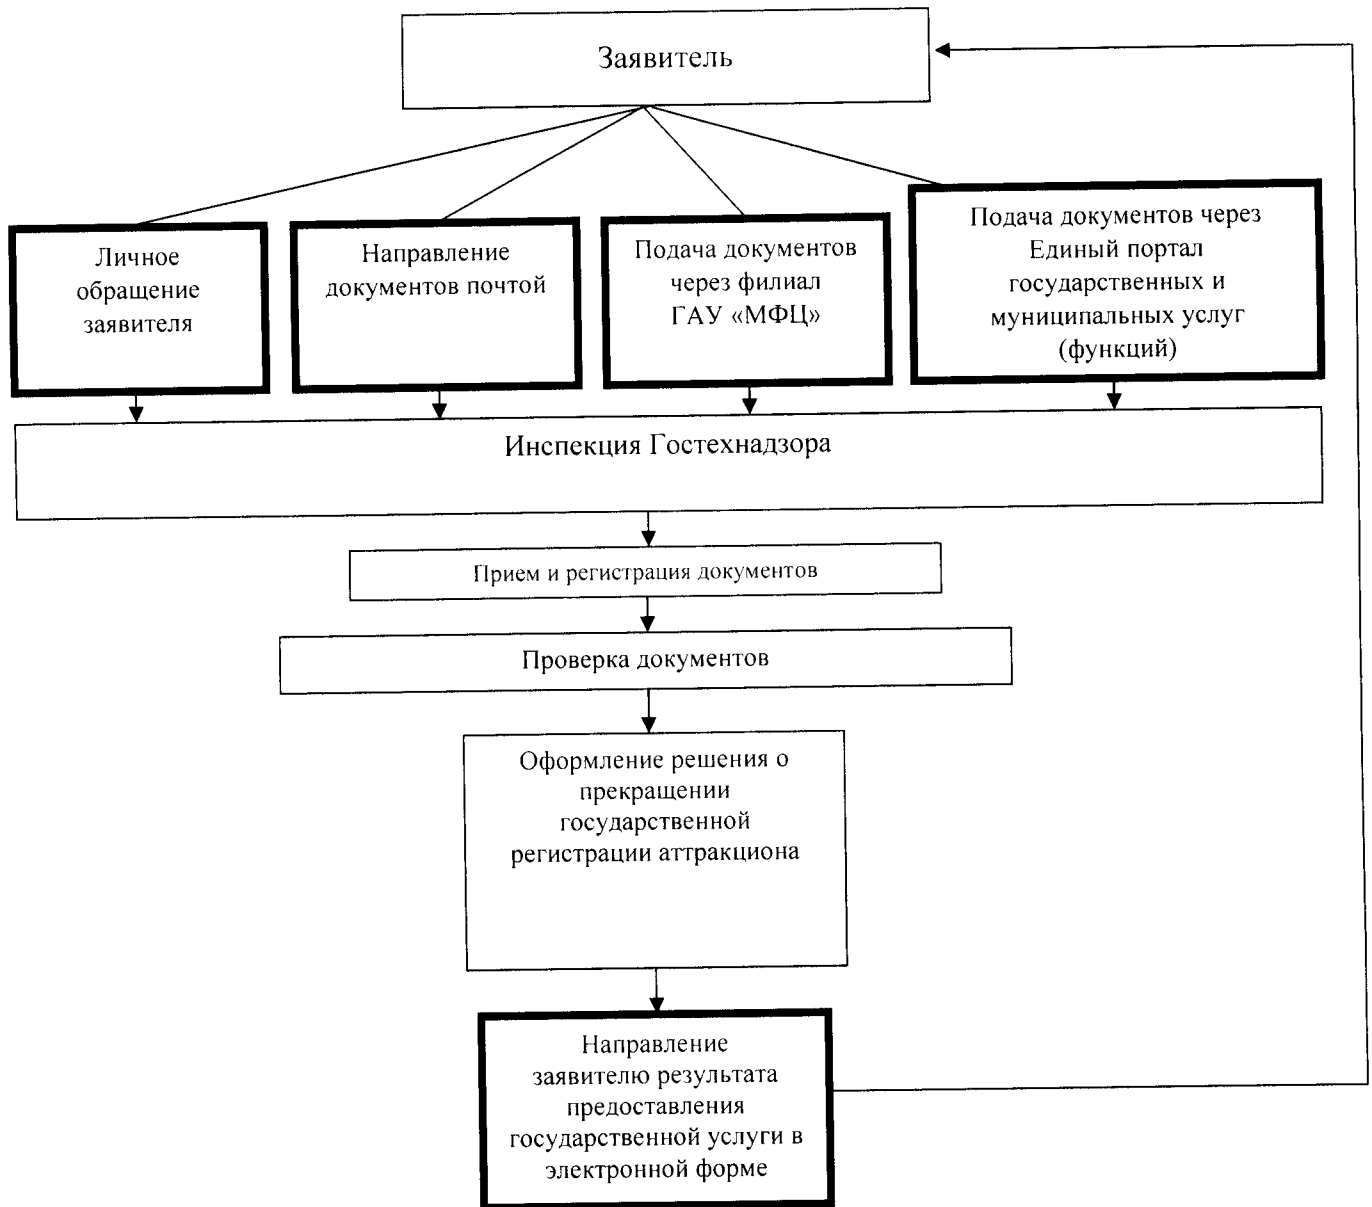 Заявитель
Личное
обращение
заявителя
Направление
документов почтой
Подача документов
через филиал
ГАУ «МФЦ»
Подача документов через
Единый портал
государственных и
муниципальных услуг
(функций)
Инспекция Гостехнадзора
Прием и регистрация документов
Проверка документов
Оформление решения о
прекращении
государственной
регистрации аттракциона
Направление
заявителю результата
предоставления
государственной услуги в
электронной форме